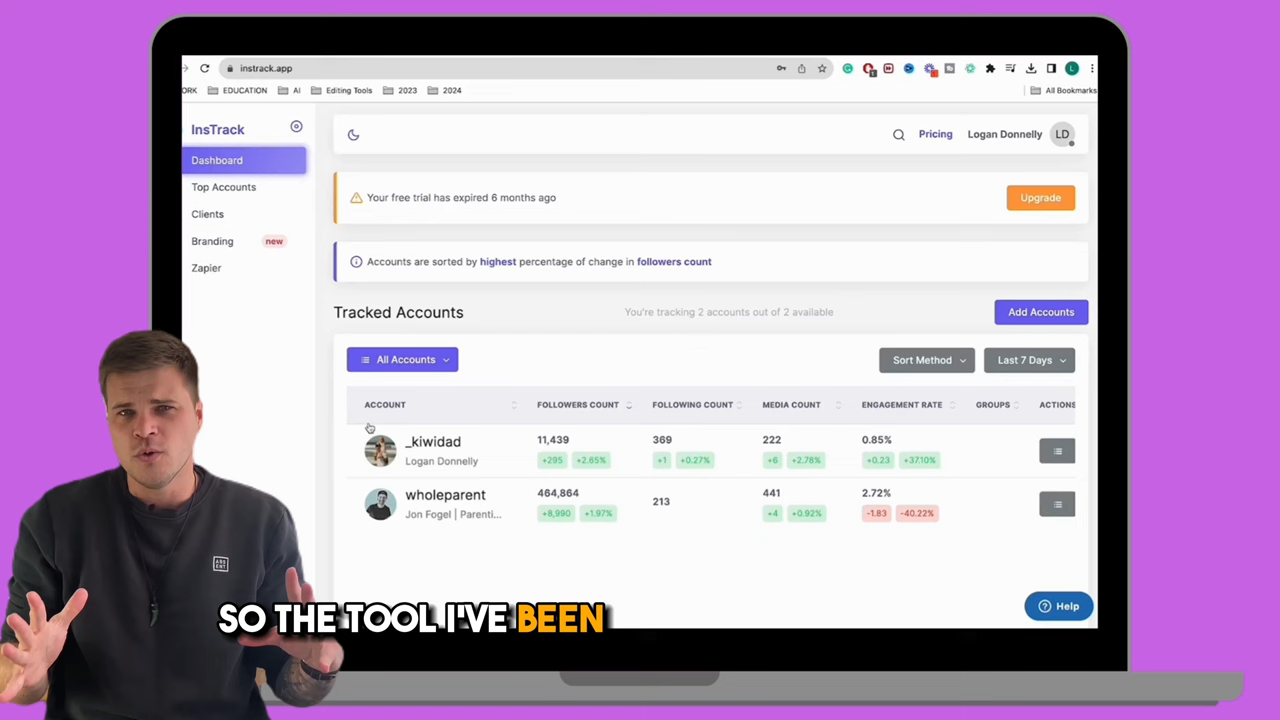 instrack.app
ORK EDUCATION AI Editing Tools 2023 2024 All Bookmarks
InsTrack
Dashboard
Top Accounts
Clients
Branding new
Zapier
Pricing Logan Donnelly LD
Your free trial has expired 6 months ago Upgrade
Accounts are sorted by highest percentage of change in followers count
Tracked Accounts You're tracking 2 accounts out of 2 available Add Accounts
All Accounts Sort Method Last 7 Days
ACCOUNT FOLLOWERS COUNT FOLLOWING COUNT MEDIA COUNT ENGAGEMENT RATE GROUPS ACTIONS
_kiwidad 11,439 369 222 0.85%
Logan Donnelly +295 +2.65% +1 +0.27% +6 +2.78% +0.23 +37.10%
wholeparent 464,864 213 441 2.72%
Jon Fogel | Parenti... +8,990 +1.97% +4 +0.92% -1.83 -40.22%
Help
SO THE TOOL I'VE BEEN